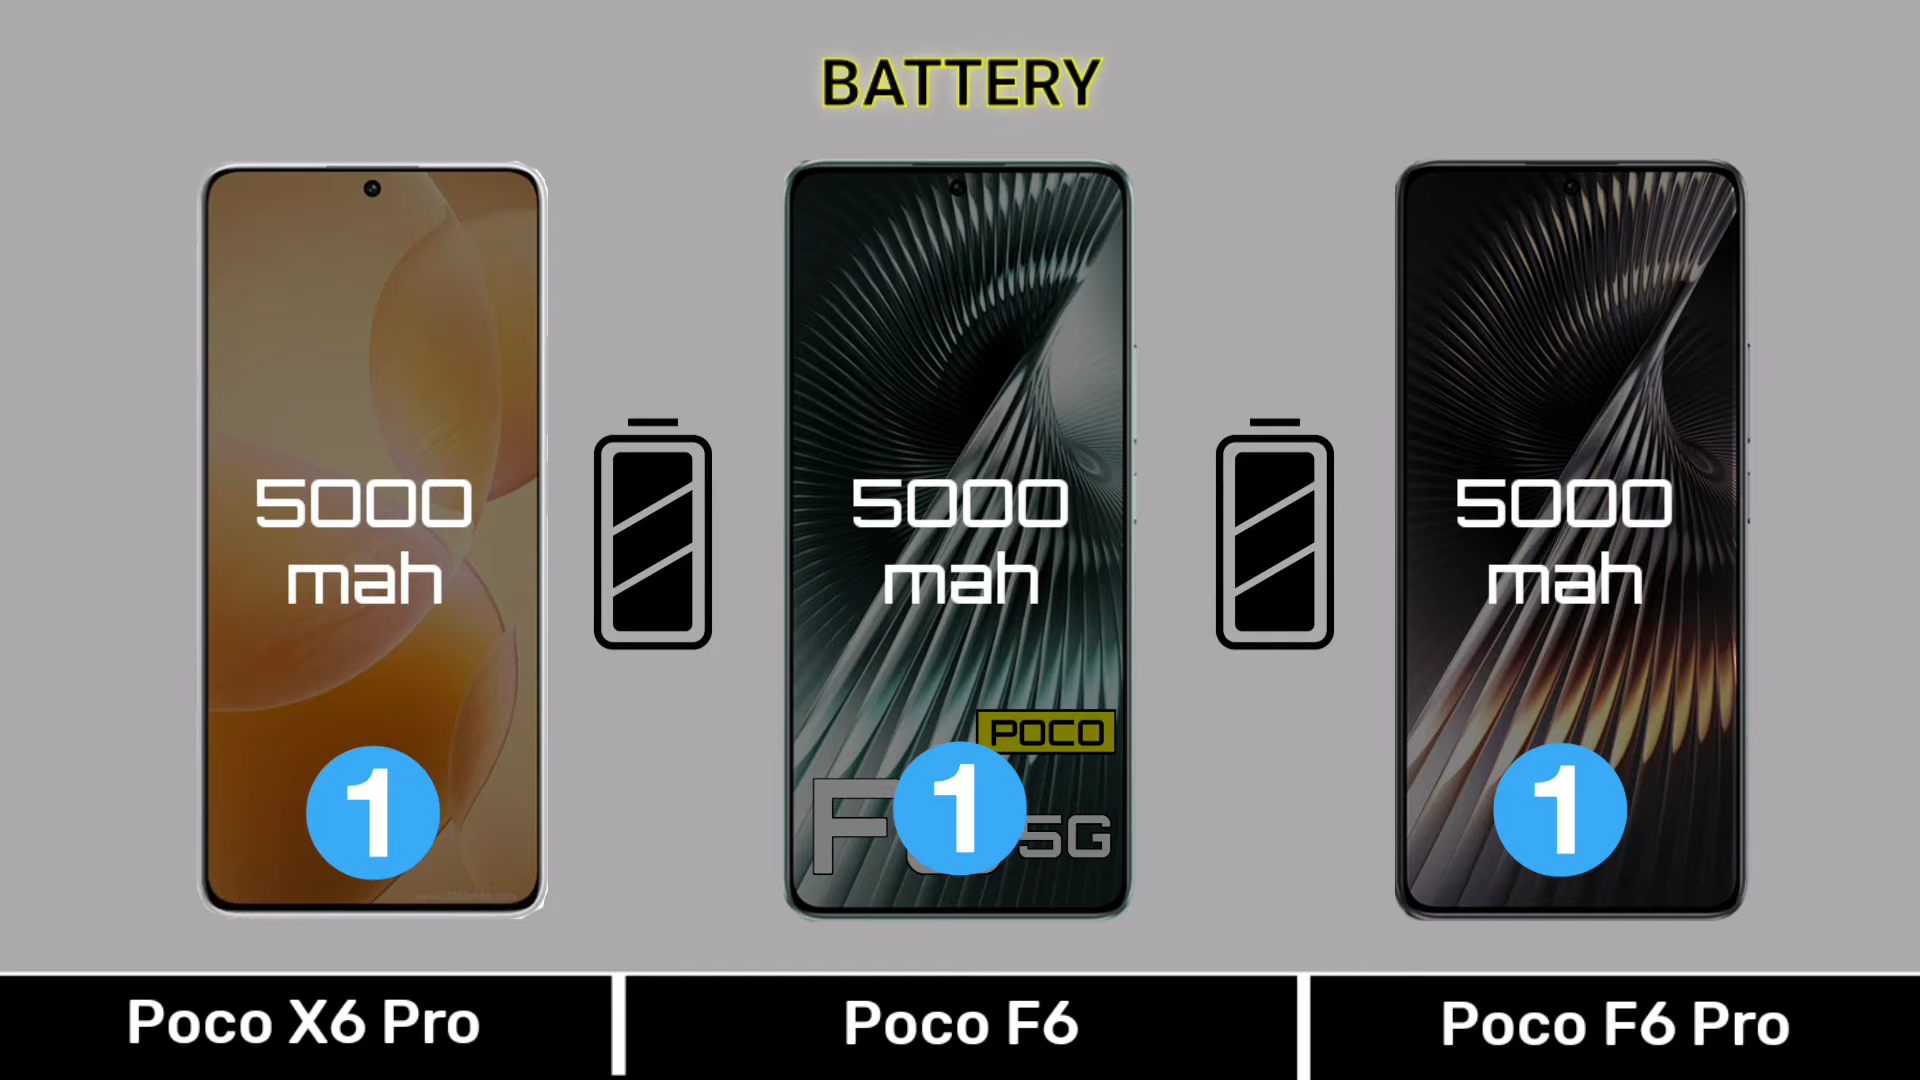 BATTERY
5000
mah
1
5000
mah
POCO
F
5G
1
5000
mah
1
Poco X6 Pro
Poco F6
Poco F6 Pro